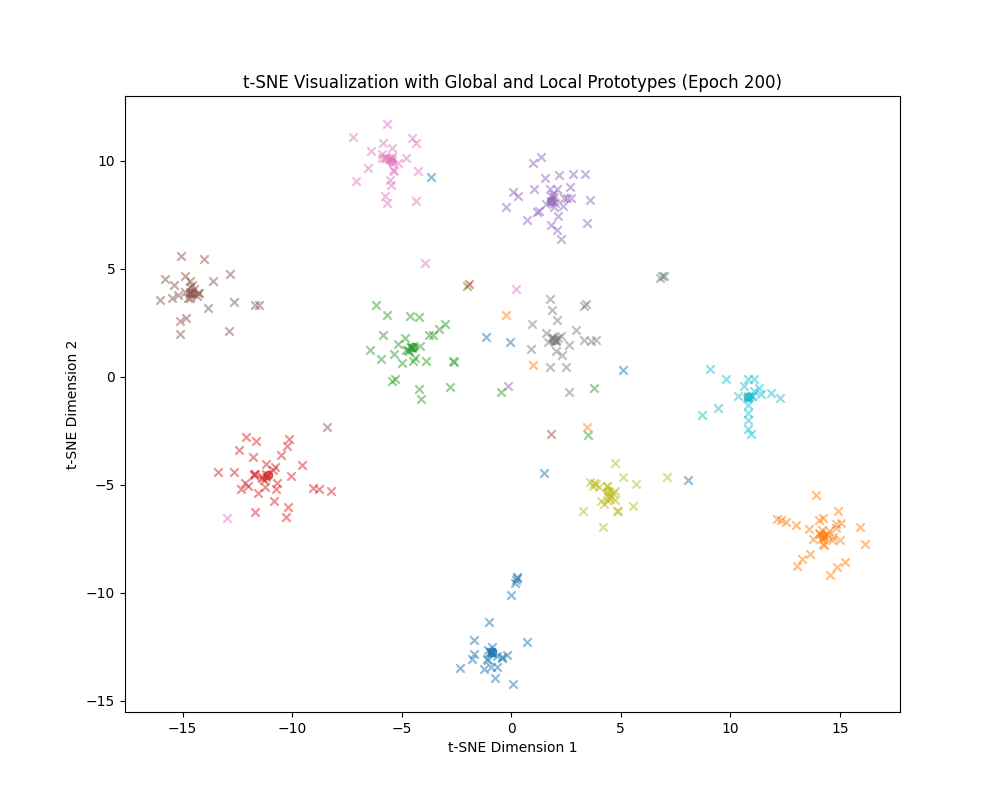 t-SNE Visualization with Global and Local Prototypes (Epoch 200)
10
5
0
−5
−10
−15
t-SNE Dimension 2
−15 −10 −5 0 5 10 15
t-SNE Dimension 1